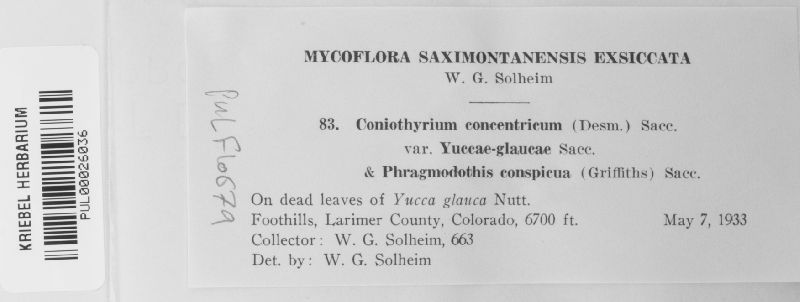 KRIEBEL HERBARIUM
PUL00026036
PUL F10879
MYCOFLORA SAXIMONTANENSIS EXSICCATA
W. G. Solheim
83. Coniothyrium concentricum (Desm.) Sacc.
var. Yuccae-glaucae Sacc.
& Phragmodothis conspicua (Griffiths) Sacc.
On dead leaves of Yucca glauca Nutt.
Foothills, Larimer County, Colorado, 6700 ft. May 7, 1933
Collector: W. G. Solheim, 663
Det. by: W. G. Solheim